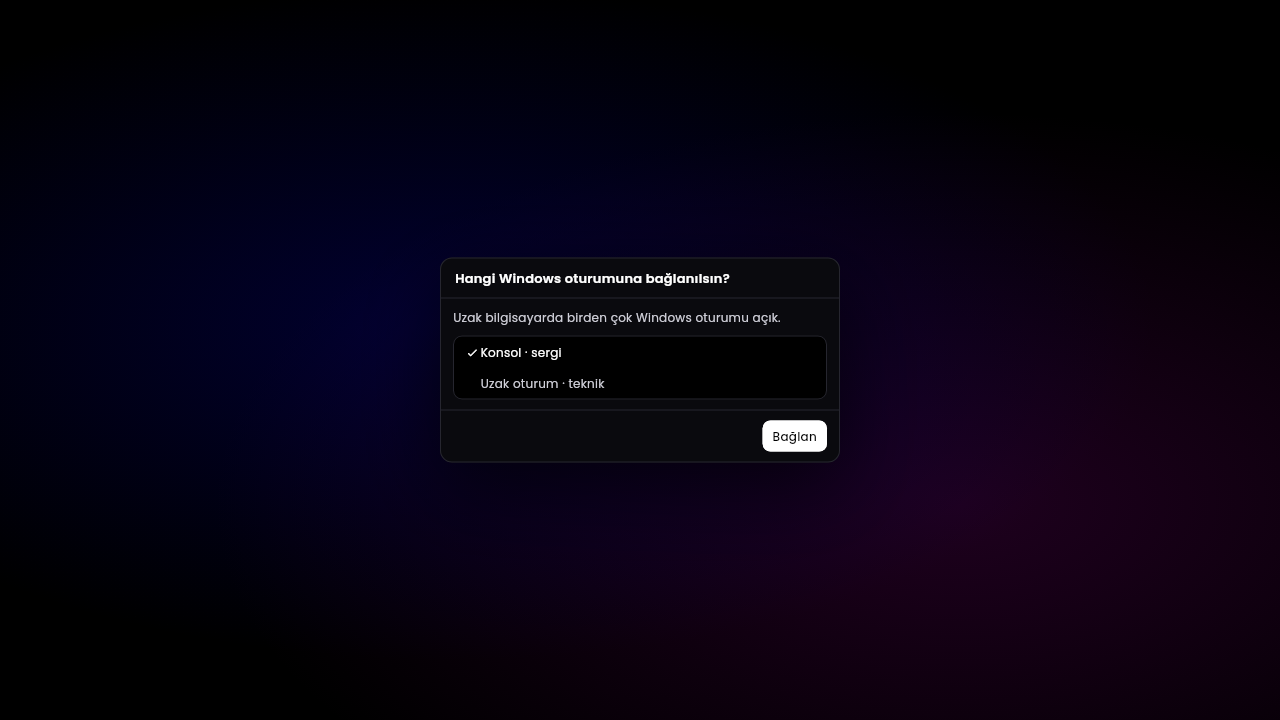 Hangi Windows oturumuna bağlanılsın?
Uzak bilgisayarda birden çok Windows oturumu açık.
Konsol · sergi
Uzak oturum · teknik
Bağlan